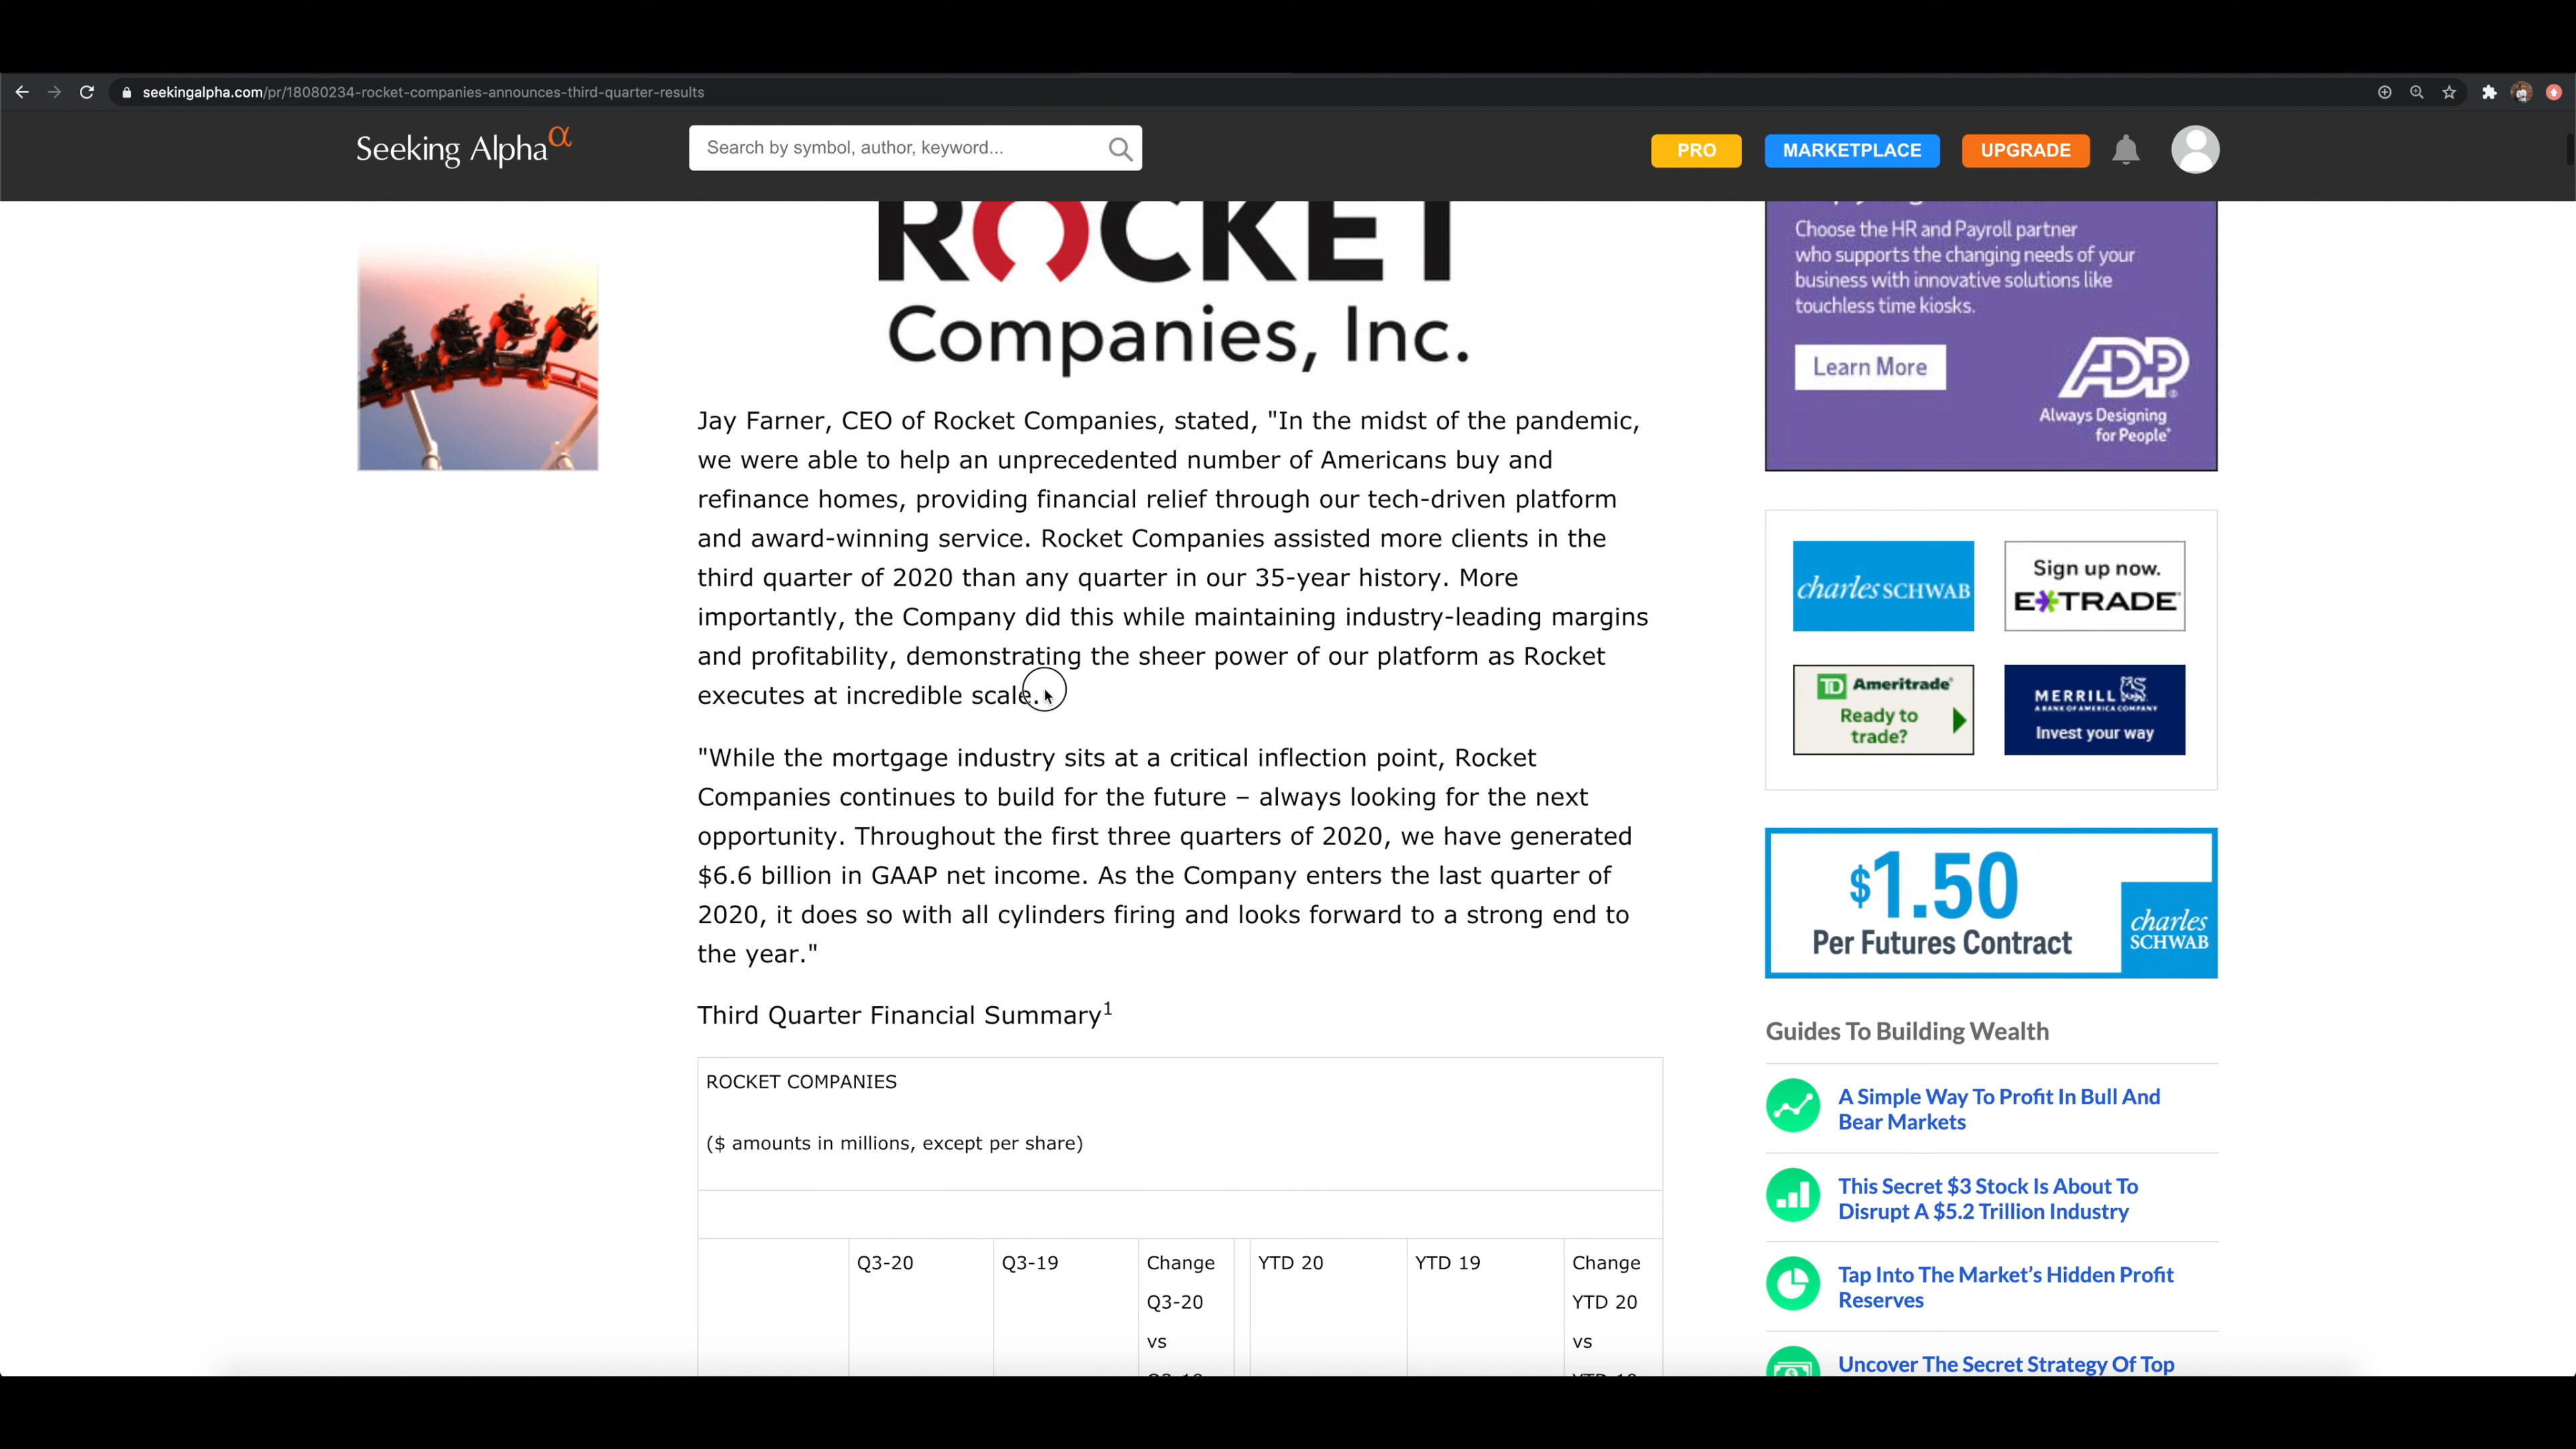 seekingalpha.com/pr/18080234-rocket-companies-announces-third-quarter-results
Seeking Alpha α
Search by symbol, author, keyword...
PRO
MARKETPLACE
UPGRADE
ROCKET
Companies, Inc.
Jay Farner, CEO of Rocket Companies, stated, "In the midst of the pandemic,
we were able to help an unprecedented number of Americans buy and
refinance homes, providing financial relief through our tech-driven platform
and award-winning service. Rocket Companies assisted more clients in the
third quarter of 2020 than any quarter in our 35-year history. More
importantly, the Company did this while maintaining industry-leading margins
and profitability, demonstrating the sheer power of our platform as Rocket
executes at incredible scale.
"While the mortgage industry sits at a critical inflection point, Rocket
Companies continues to build for the future – always looking for the next
opportunity. Throughout the first three quarters of 2020, we have generated
$6.6 billion in GAAP net income. As the Company enters the last quarter of
2020, it does so with all cylinders firing and looks forward to a strong end to
the year."
Third Quarter Financial Summary1
ROCKET COMPANIES
($ amounts in millions, except per share)
Q3-20
Q3-19
Change
Q3-20
vs
YTD 20
YTD 19
Change
YTD 20
vs
Choose the HR and Payroll partner
who supports the changing needs of your
business with innovative solutions like
touchless time kiosks.
Learn More
ADP
Always Designing
for People®
charles SCHWAB
Sign up now.
E*TRADE
TD Ameritrade
Ready to
trade?
MERRILL
A BANK OF AMERICA COMPANY
Invest your way
$1.50
Per Futures Contract
charles
SCHWAB
Guides To Building Wealth
A Simple Way To Profit In Bull And
Bear Markets
This Secret $3 Stock Is About To
Disrupt A $5.2 Trillion Industry
Tap Into The Market's Hidden Profit
Reserves
Uncover The Secret Strategy Of Top